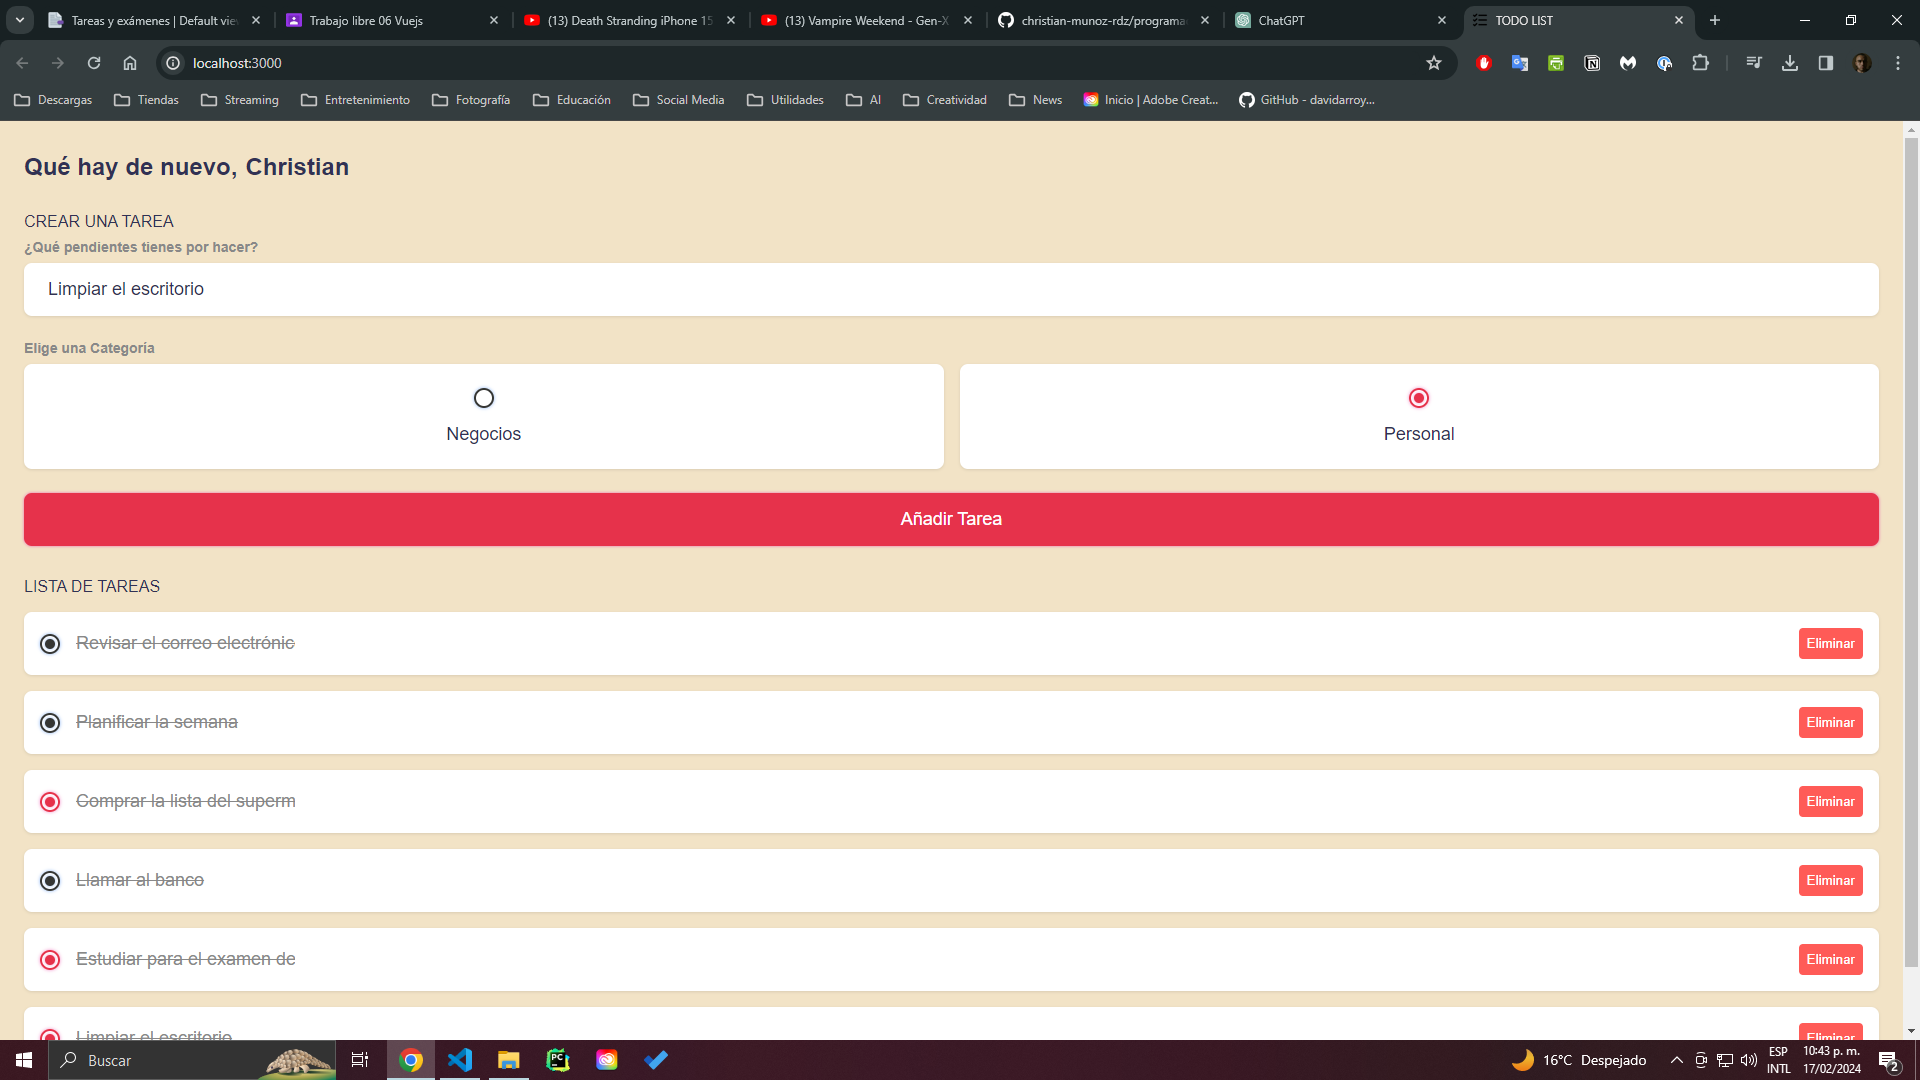 Tareas y exámenes | Default vie
Trabajo libre 06 Vuejs
(13) Death Stranding iPhone 15
(13) Vampire Weekend - Gen-X
christian-munoz-rdz/programa
ChatGPT
TODO LIST
localhost:3000
Descargas
Tiendas
Streaming
Entretenimiento
Fotografía
Educación
Social Media
Utilidades
AI
Creatividad
News
Inicio | Adobe Creat...
GitHub - davidarroy...
Qué hay de nuevo, Christian
CREAR UNA TAREA
¿Qué pendientes tienes por hacer?
Limpiar el escritorio
Elige una Categoría
Negocios
Personal
Añadir Tarea
LISTA DE TAREAS
Revisar el correo electrónic
Eliminar
Planificar la semana
Eliminar
Comprar la lista del superm
Eliminar
Llamar al banco
Eliminar
Estudiar para el examen de
Eliminar
Limpiar el escritorio
Eliminar
Buscar
16°C Despejado
ESP
INTL
10:43 p. m.
17/02/2024
2